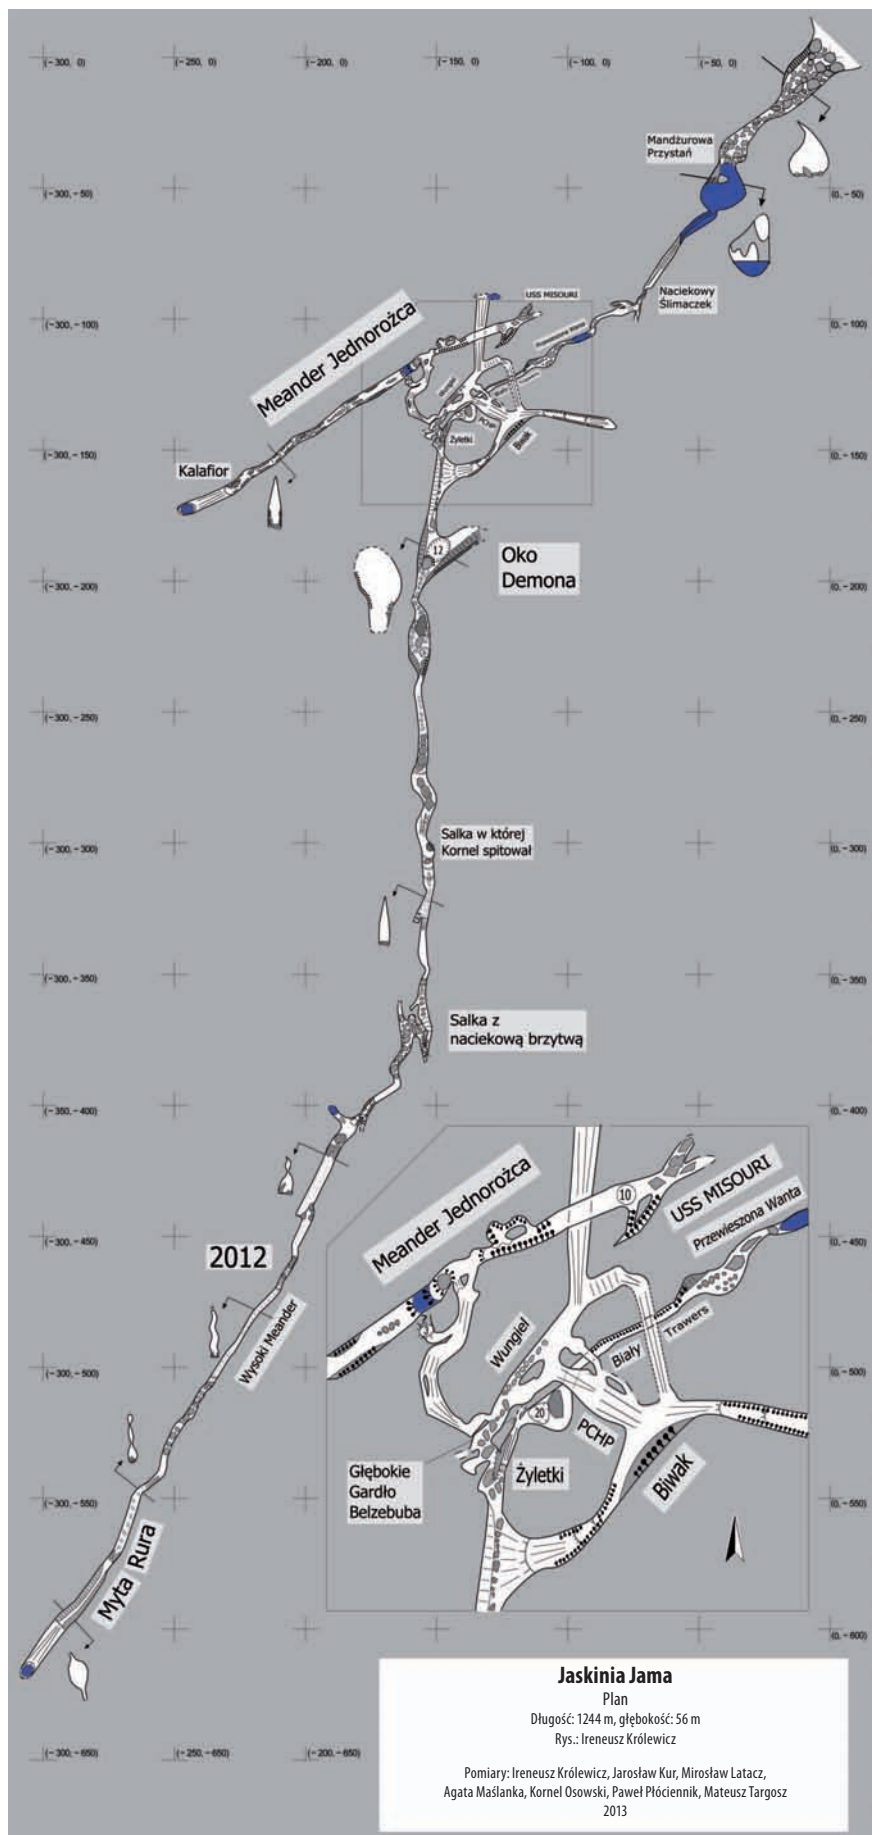 (-300, 0)
(-250, 0)
(-200, 0)
(-150, 0)
(-100, 0)
(-50, 0)
Mandżurowa
Przystań
(-300,-50)
(0,-50)
Naciekowy
Ślimaczek
USS MISOURI
(-300,-100)
(0,-100)
Meander Jednorożca
Wungiel
PCHP
Żyletki
Biwak
(-300,-150)
(0,-150)
Kalafior
12
Oko
Demona
(-300,-200)
(0,-200)
(-300,-250)
(0,-250)
Salka w której
Kornel spitował
(-300,-300)
(0,-300)
(-300,-350)
(0,-350)
Salka z
naciekową brzytwą
(-300,-400)
(0,-400)
Meander Jednorożca
10
USS MISOURI
Przewieszona Wanta
(-300,-450)
(0,-450)
2012
Wysoki Meander
Wungiel
Biały
Trawers
(-300,-500)
(0,-500)
20
PCHP
Głębokie
Gardło
Belzebuba
Żyletki
Biwak
(-300,-550)
(0,-550)
Myta Rura
(-300,-600)
(0,-600)
(-300,-650)
(-250,-650)
(-200,-650)
Jaskinia Jama
Plan
Długość: 1244 m, głębokość: 56 m
Rys.: Ireneusz Królewicz
Pomiary: Ireneusz Królewicz, Jarosław Kur, Mirosław Latacz,
Agata Maślanka, Kornel Osowski, Paweł Płóciennik, Mateusz Targosz
2013